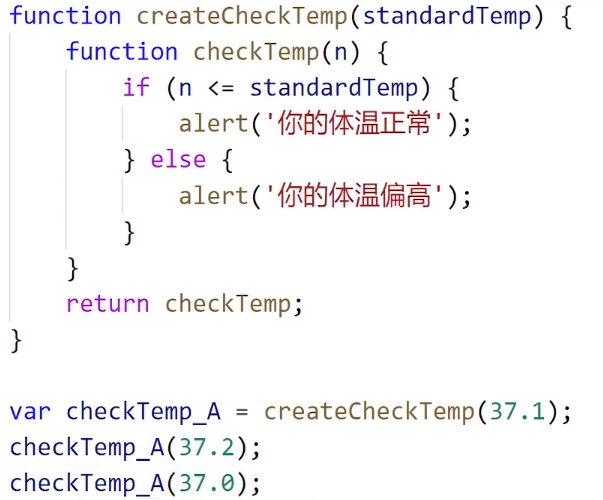 function createCheckTemp(standardTemp) {
    function checkTemp(n) {
        if (n <= standardTemp) {
            alert('你的体温正常');
        } else {
            alert('你的体温偏高');
        }
    }
    return checkTemp;
}

var checkTemp_A = createCheckTemp(37.1);
checkTemp_A(37.2);
checkTemp_A(37.0);